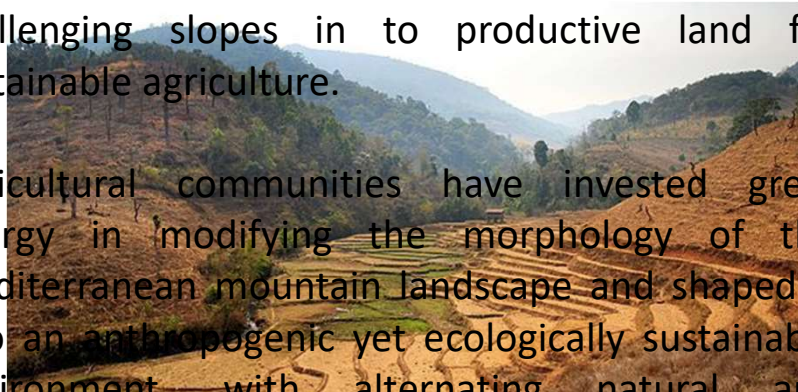 llenging slopes in to productive land f
tainable agriculture.
icultural communities have invested gre
rgy in modifying the morphology of t
diterranean mountain landscape and shaped
o an anthropogenic yet ecologically sustainab
ironment with alternating natural a